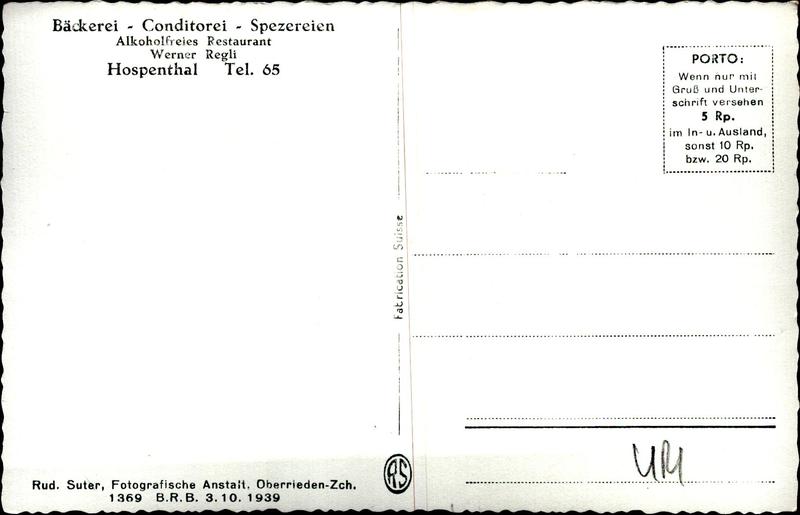 Bäckerei - Conditorei - Spezereien
Alkoholfreies Restaurant
Werner Regli
Hospenthal Tel. 65
Rud. Suter, Fotografische Anstalt, Oberrieden-Zch.
1369 B.R.B. 3.10.1939
Fabrication Suisse
RS
PORTO:
Wenn nur mit
Gruß und Unter-
schrift versehen
5 Rp.
im In- u. Ausland,
sonst 10 Rp.
bzw. 20 Rp.
URI